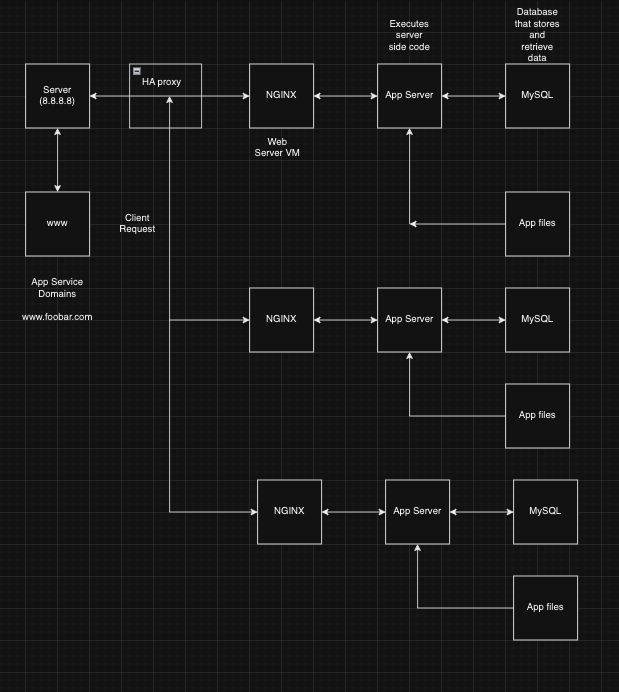 Executes
server
side code
Database
that stores
and
retrieve
data
Server
(8.8.8.8)
HA proxy
NGINX
App Server
MySQL
Web
Server VM
www
Client
Request
App files
App Service
Domains
www.foobar.com
NGINX
App Server
MySQL
App files
NGINX
App Server
MySQL
App files